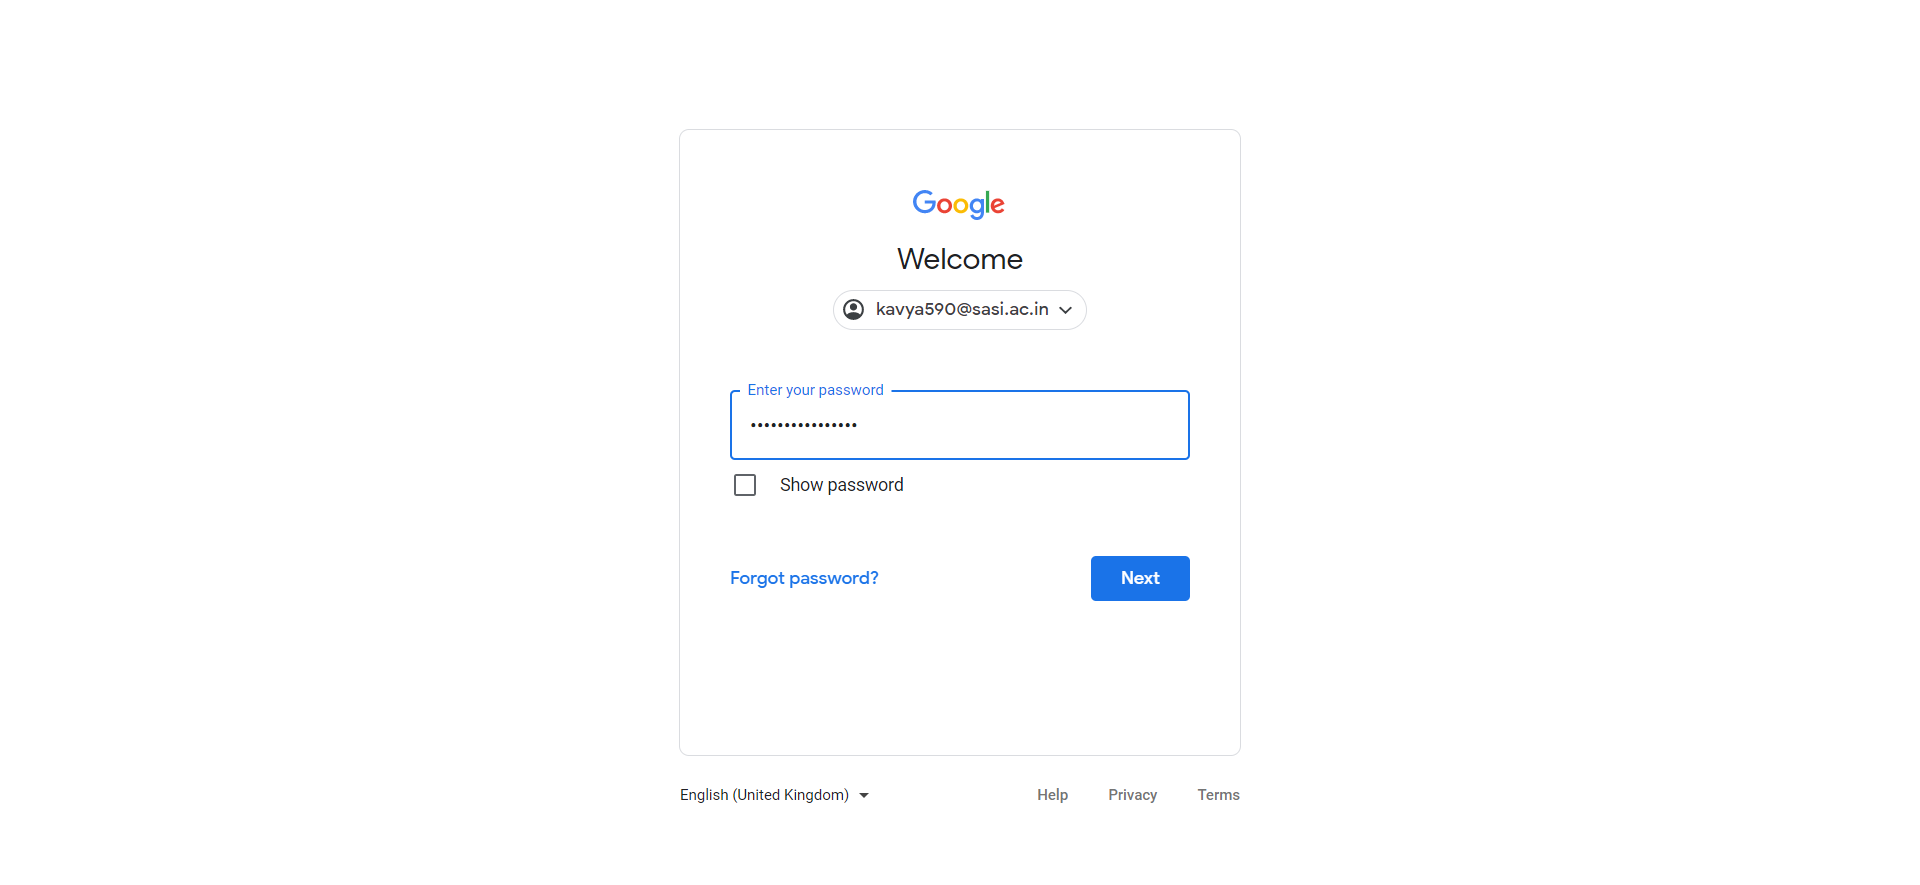 Google
Welcome
kavya590@sasi.ac.in
Enter your password
••••••••••••••••
Show password
Forgot password?
Next
English (United Kingdom)
Help
Privacy
Terms